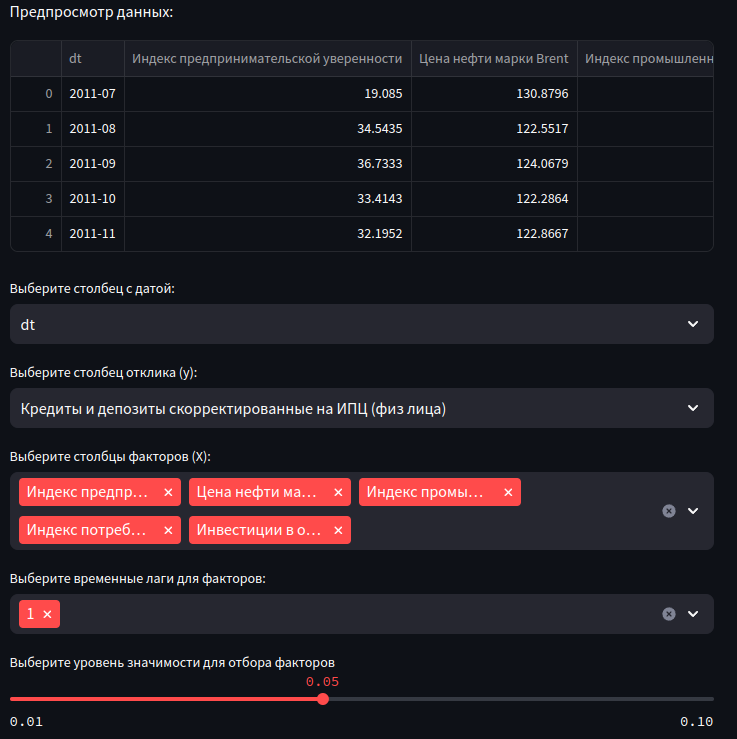 Предпросмотр данных:
dt Индекс предпринимательской уверенности Цена нефти марки Brent Индекс промышленн
0 2011-07 19.085 130.8796
1 2011-08 34.5435 122.5517
2 2011-09 36.7333 124.0679
3 2011-10 33.4143 122.2864
4 2011-11 32.1952 122.8667
Выберите столбец с датой:
dt
Выберите столбец отклика (y):
Кредиты и депозиты скорректированные на ИПЦ (физ лица)
Выберите столбцы факторов (X):
Индекс предпр... × Цена нефти ма... × Индекс промы... ×
Индекс потреб... × Инвестиции в о... ×
Выберите временные лаги для факторов:
1 ×
Выберите уровень значимости для отбора факторов
0.05
0.01 0.10